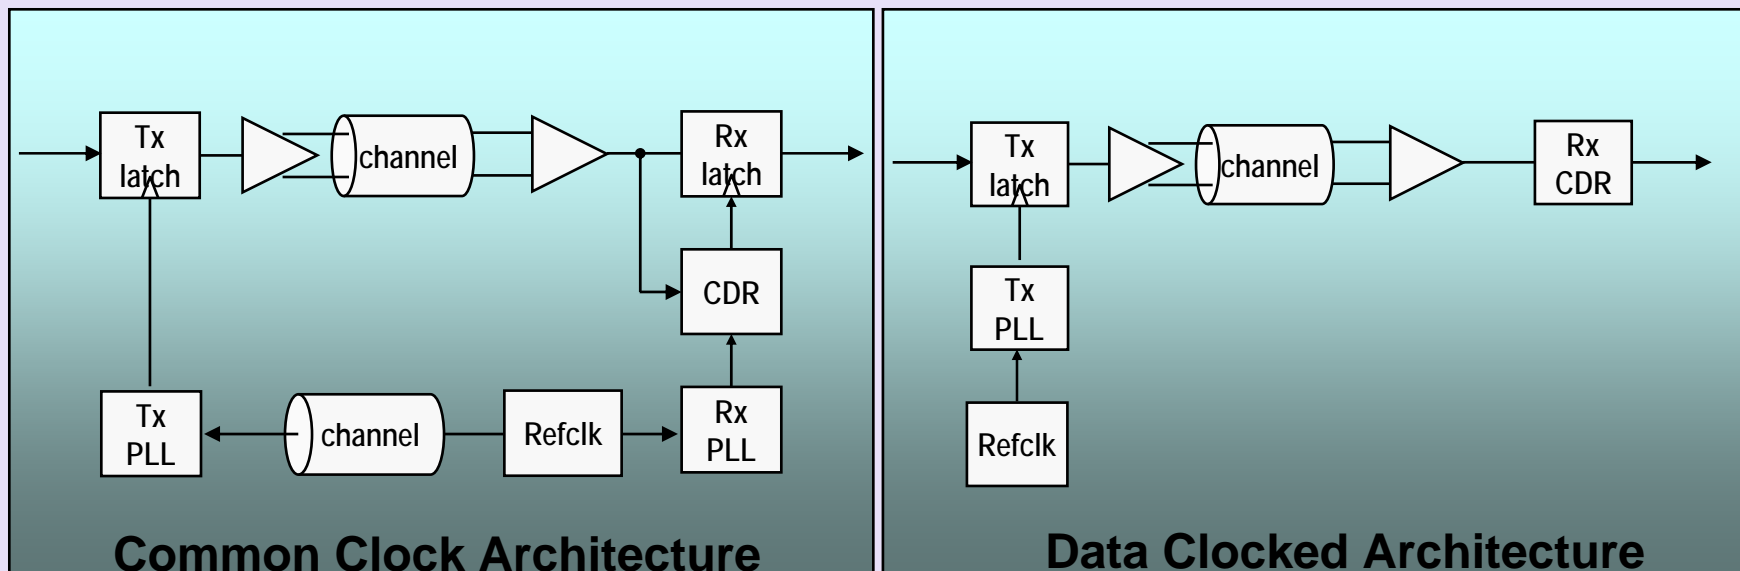 Tx
latch
channel
Rx
latch
CDR
Tx
PLL
channel
Refclk
Rx
PLL
Common Clock Architecture
Tx
latch
channel
Rx
CDR
Tx
PLL
Refclk
Data Clocked Architecture